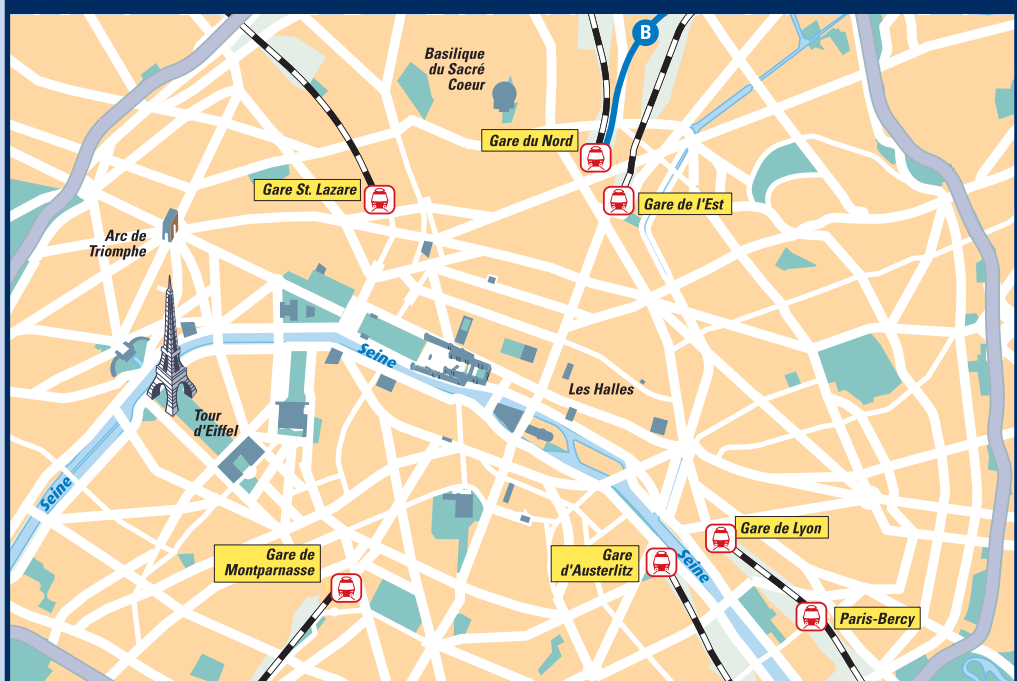 B
Basilique
du Sacré
Coeur
Gare du Nord
Gare St. Lazare
Gare de l'Est
Arc de
Triomphe
Seine
Les Halles
Tour
d'Eiffel
Seine
Gare de Lyon
Gare de
Montparnasse
Gare
d'Austerlitz
Seine
Paris-Bercy